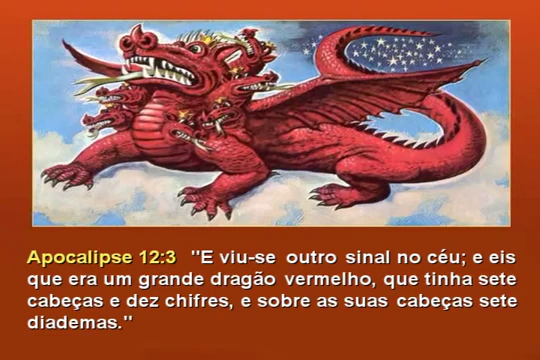 Apocalipse 12:3 "E viu-se outro sinal no céu; e eis
que era um grande dragão vermelho, que tinha sete
cabeças e dez chifres, e sobre as suas cabeças sete
diademas."